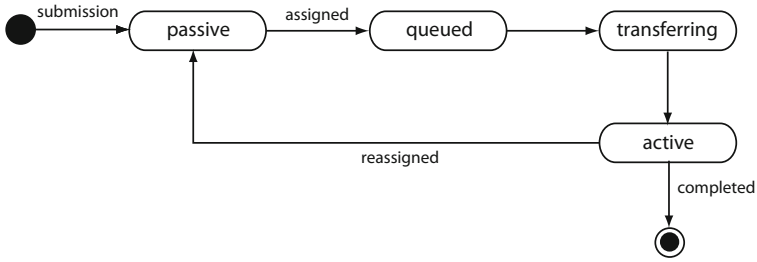 submission
passive
assigned
queued
transferring
active
reassigned
completed